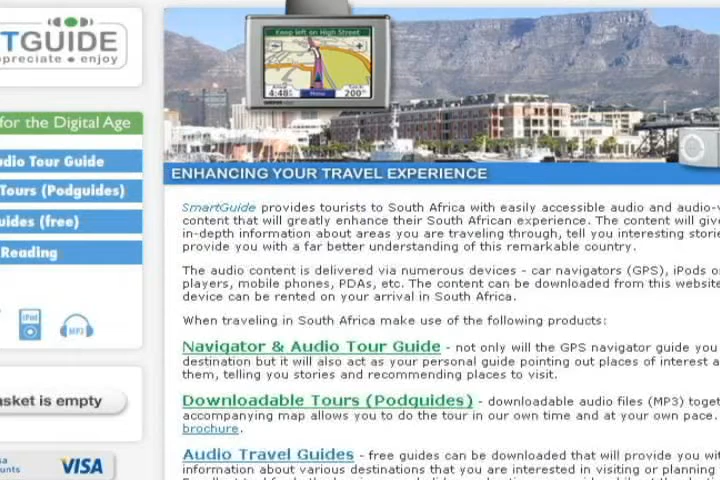 TGUIDE
appreciate • enjoy
for the Digital Age
Audio Tour Guide
Tours (Podguides)
uides (free)
Reading
iPod
MP3
asket is empty
VISA
Keep left on High Street
4:48
Menu
200
ENHANCING YOUR TRAVEL EXPERIENCE
SmartGuide provides tourists to South Africa with easily accessible audio and audio-v
content that will greatly enhance their South African experience. The content will give
in-depth information about areas you are traveling through, tell you interesting storie
provide you with a far better understanding of this remarkable country.
The audio content is delivered via numerous devices - car navigators (GPS), iPods o
players, mobile phones, PDAs, etc. The content can be downloaded from this website
device can be rented on your arrival in South Africa.
When traveling in South Africa make use of the following products:
Navigator & Audio Tour Guide - not only will the GPS navigator guide you
destination but it will also act as your personal guide pointing out places of interest a
them, telling you stories and recommending places to visit.
Downloadable Tours (Podguides) - downloadable audio files (MP3) toget
accompanying map allows you to do the tour in our own time and at your own pace.
brochure.
Audio Travel Guides - free guides can be downloaded that will provide you wit
information about various destinations that you are interested in visiting or planning